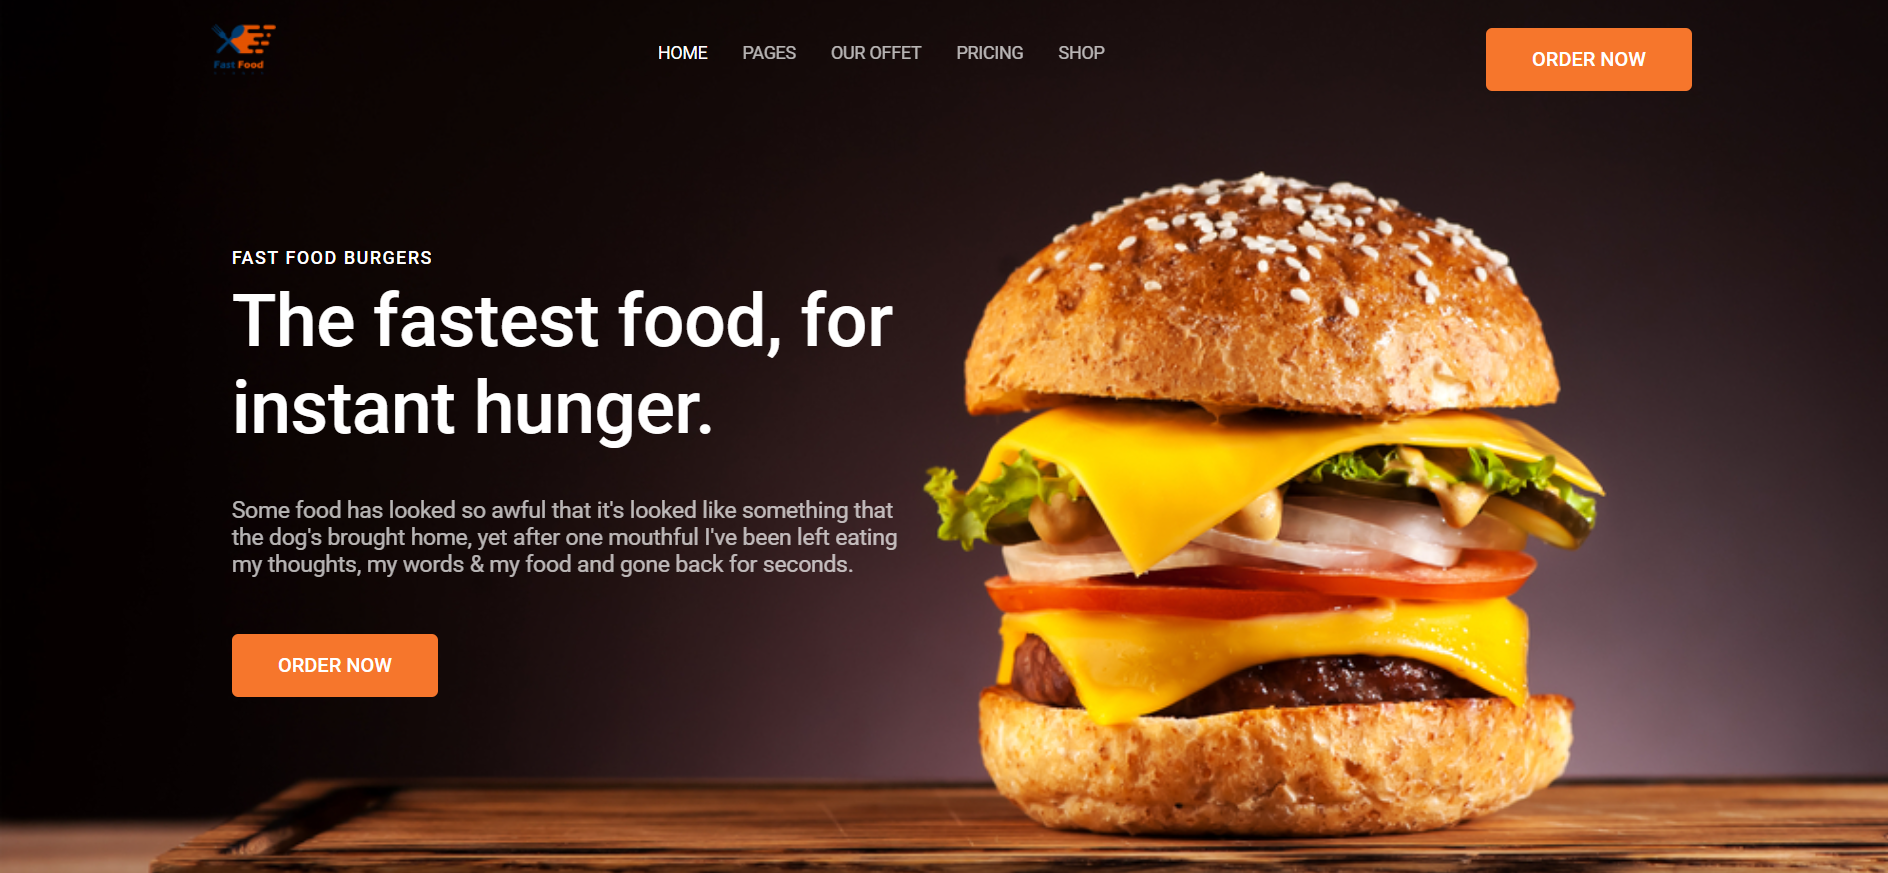 Fast Food
HOME PAGES OUR OFFET PRICING SHOP
ORDER NOW
FAST FOOD BURGERS
The fastest food, for
instant hunger.
Some food has looked so awful that it's looked like something that
the dog's brought home, yet after one mouthful I've been left eating
my thoughts, my words & my food and gone back for seconds.
ORDER NOW